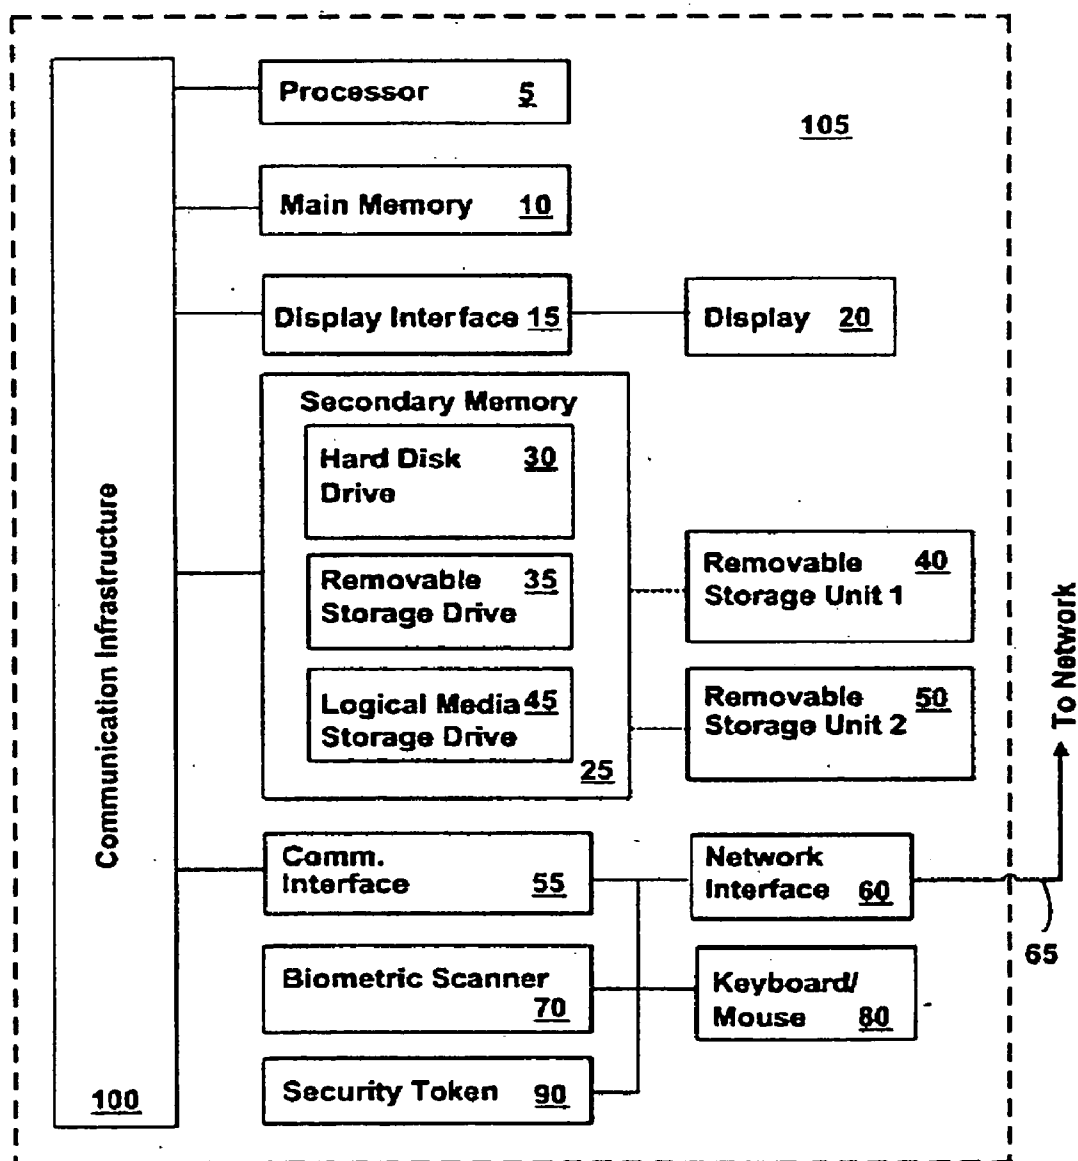 Processor 5
105
Main Memory 10
Display Interface 15
Display 20
Secondary Memory
Hard Disk 30
Drive
Removable 35
Storage Drive
Logical Media 45
Storage Drive
25
Removable 40
Storage Unit 1
Removable 50
Storage Unit 2
Communication Infrastructure
100
Comm.
Interface 55
Network
Interface 60
65
To Network
Biometric Scanner
70
Keyboard/
Mouse 80
Security Token 90